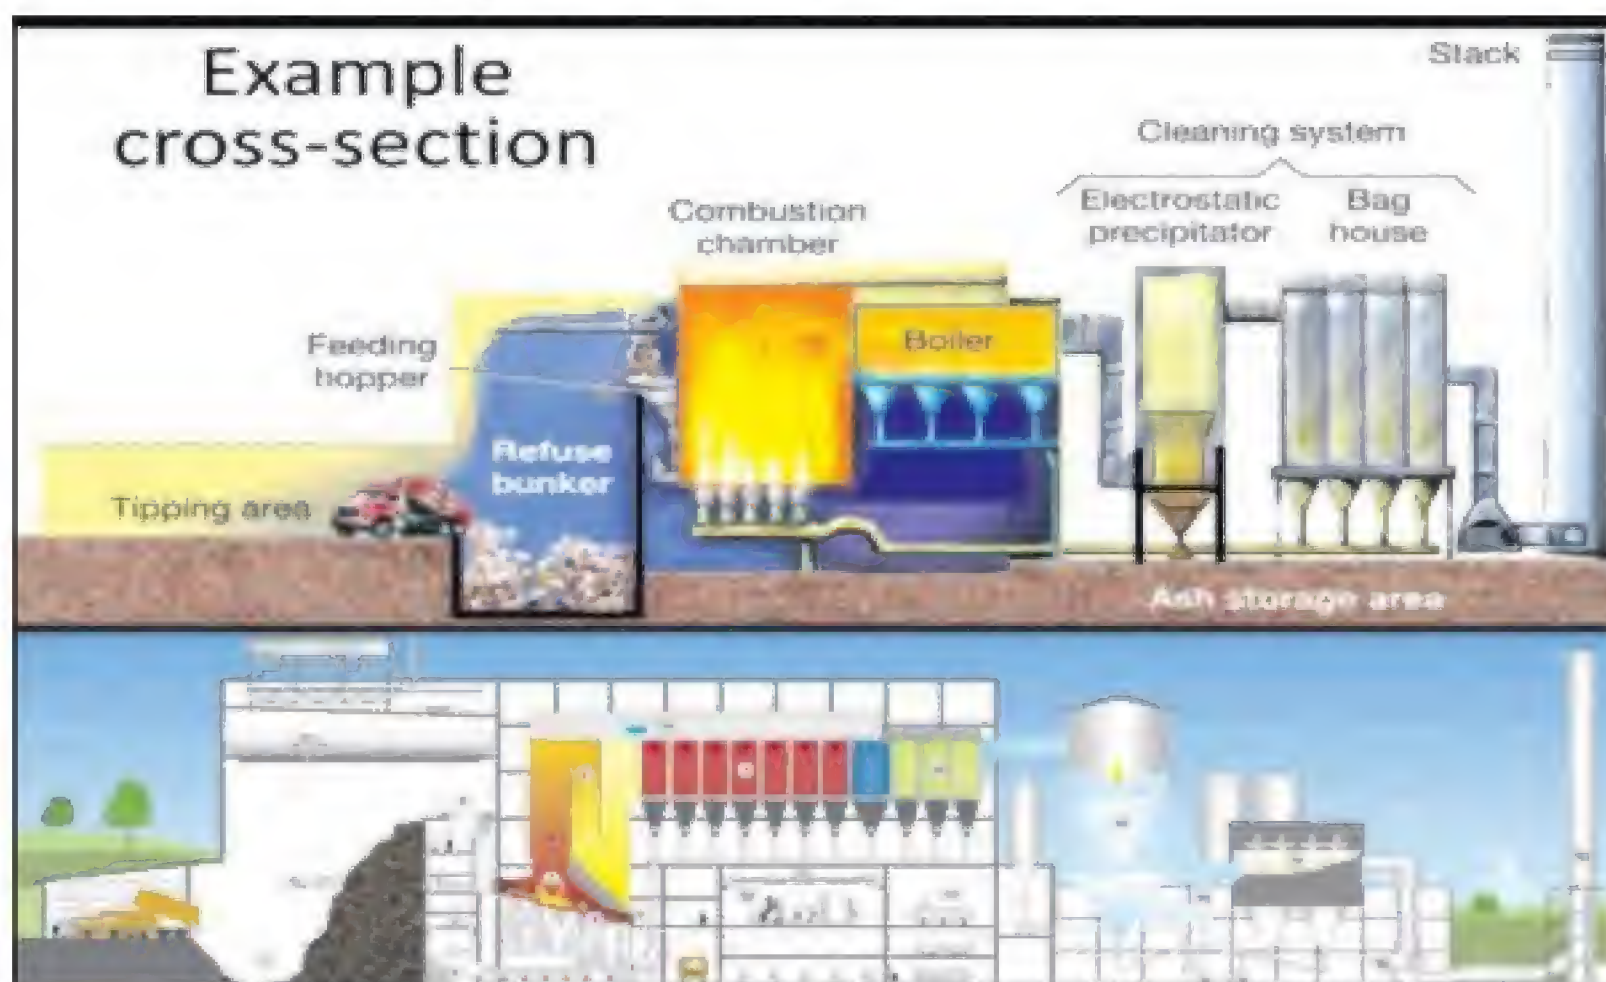 Example
cross-section
Stack
Cleaning system
Electrostatic
precipitator
Bag
house
Combustion
chamber
Boiler
Feeding
hopper
Refuse
bunker
Tipping area
Ash storage area